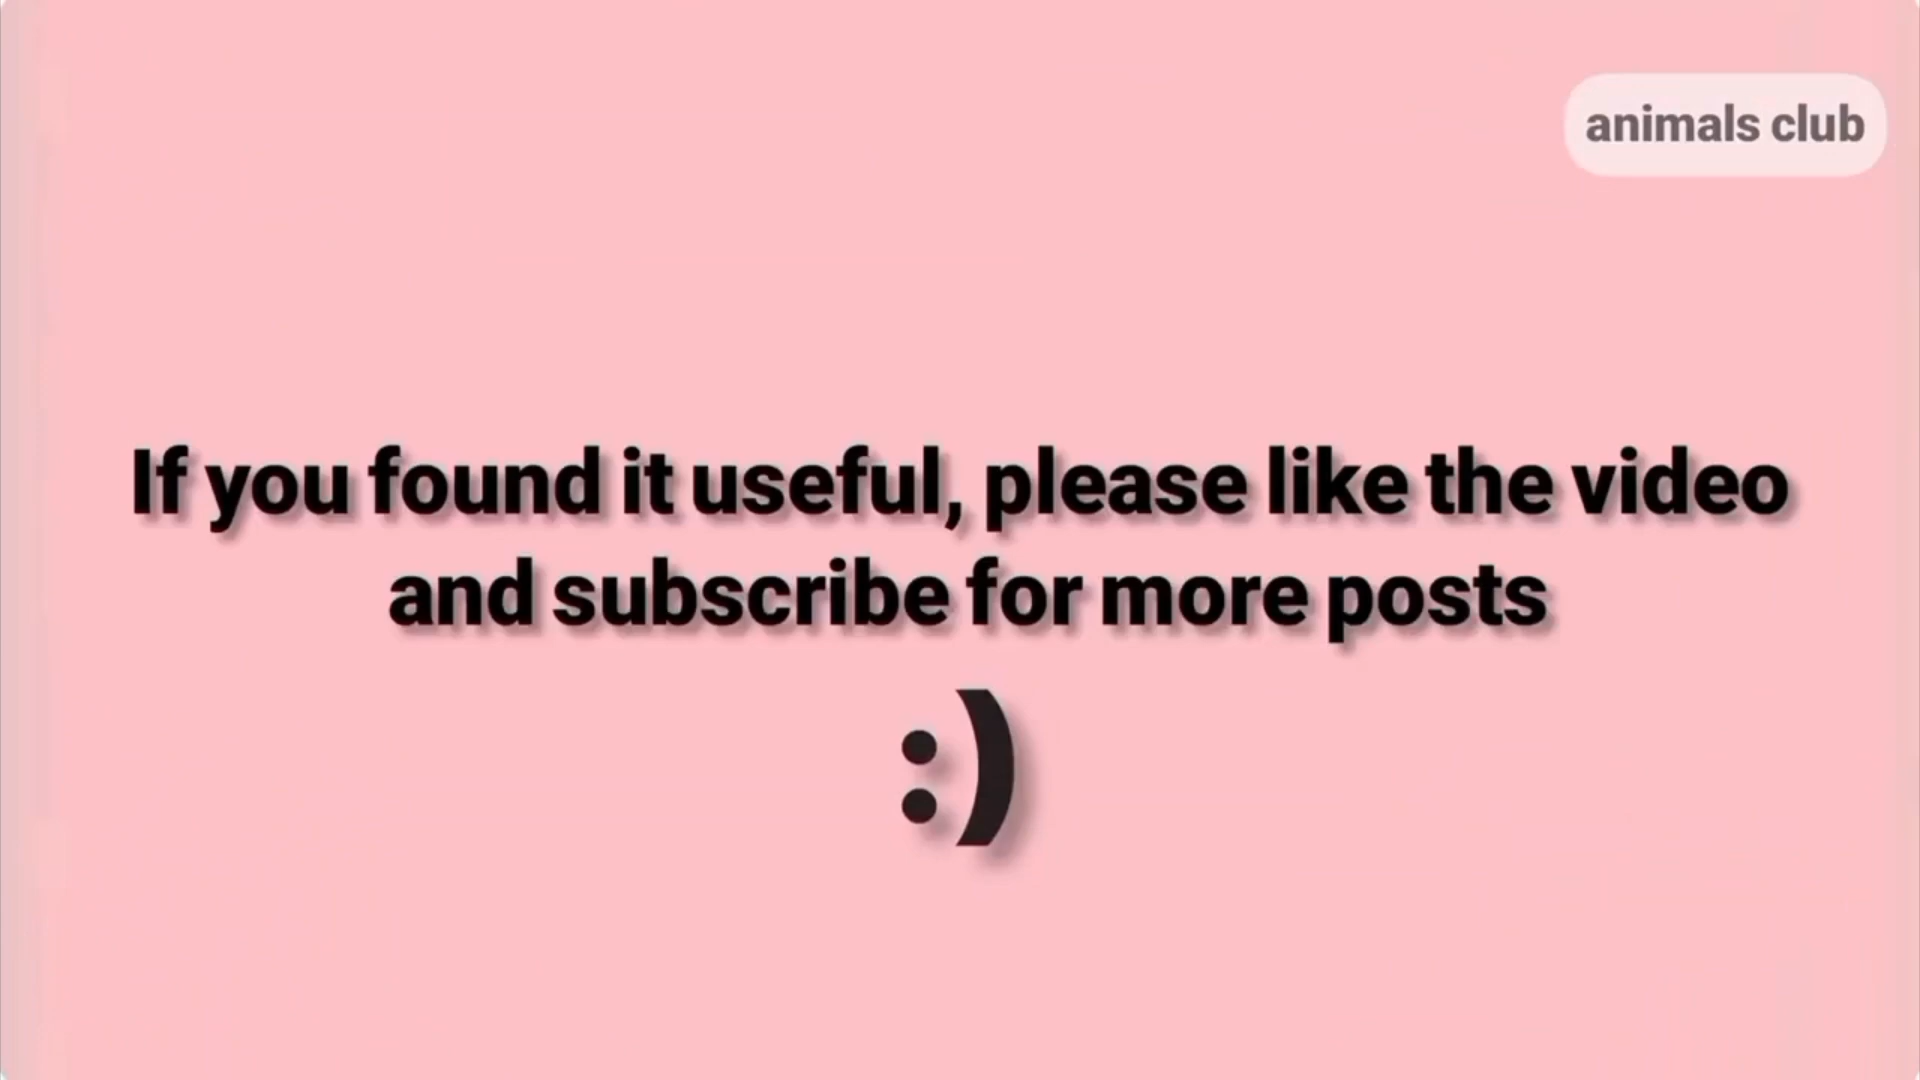 animals club
If you found it useful, please like the video
and subscribe for more posts
:)